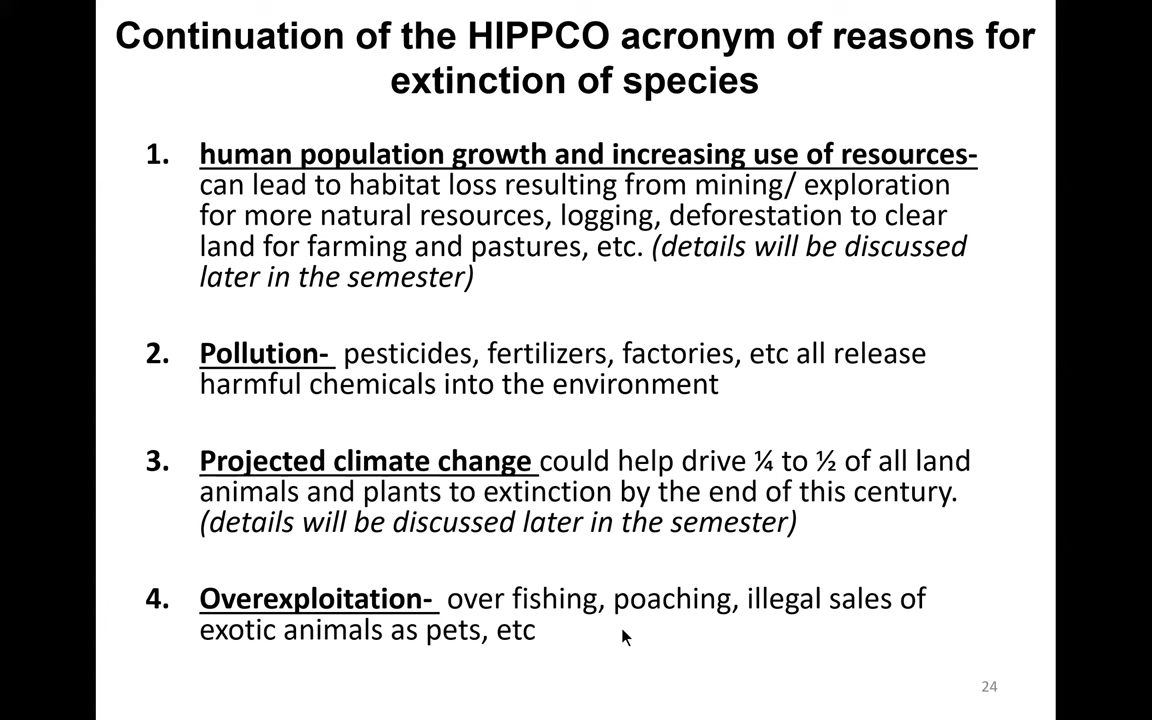 Continuation of the HIPPCO acronym of reasons for
extinction of species
1. human population growth and increasing use of resources-
can lead to habitat loss resulting from mining/ exploration
for more natural resources, logging, deforestation to clear
land for farming and pastures, etc. (details will be discussed
later in the semester)
2. Pollution- pesticides, fertilizers, factories, etc all release
harmful chemicals into the environment
3. Projected climate change could help drive ¼ to ½ of all land
animals and plants to extinction by the end of this century.
(details will be discussed later in the semester)
4. Overexploitation- over fishing, poaching, illegal sales of
exotic animals as pets, etc
24